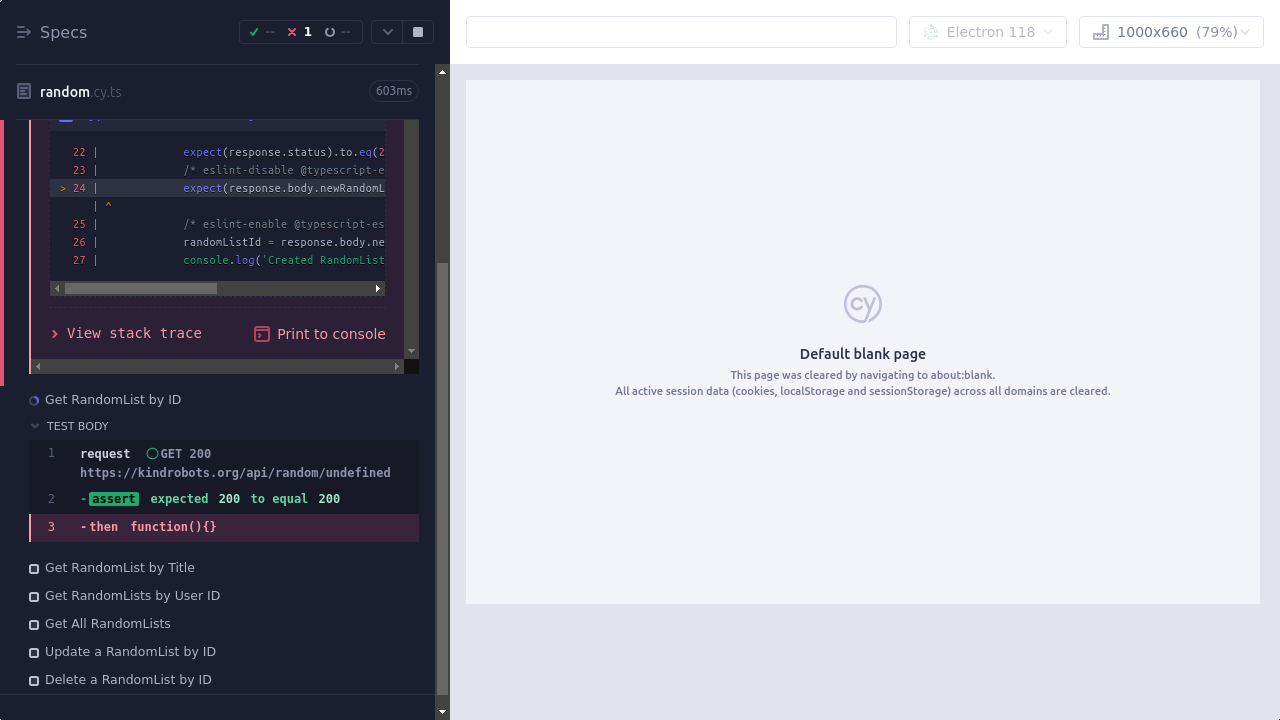 Specs
-- 1 --
random.cy.ts
603ms
22 | expect(response.status).to.eq(2
23 | /* eslint-disable @typescript-e
> 24 | expect(response.body.newRandomL
| ^
25 | /* eslint-enable @typescript-es
26 | randomListId = response.body.ne
27 | console.log('Created RandomList
View stack trace
Print to console
Get RandomList by ID
TEST BODY
1 request GET 200
https://kindrobots.org/api/random/undefined
2 -assert expected 200 to equal 200
3 -then function(){}
Get RandomList by Title
Get RandomLists by User ID
Get All RandomLists
Update a RandomList by ID
Delete a RandomList by ID
Electron 118
1000x660 (79%)
cy
Default blank page
This page was cleared by navigating to about:blank.
All active session data (cookies, localStorage and sessionStorage) across all domains are cleared.